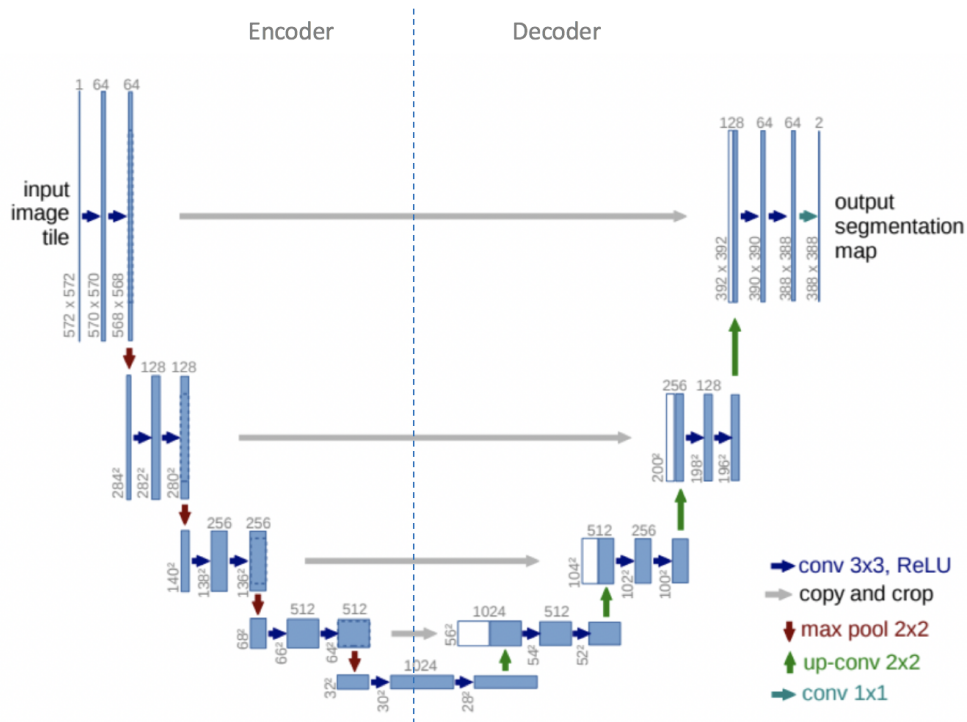 Encoder
Decoder
1
64
64
128
64
64
2
input
image
tile
output
segmentation
map
572 x 572
570 x 570
568 x 568
392 x 392
390 x 390
388 x 388
388 x 388
128
128
256
128
284²
282²
280²
200²
198²
196²
256
256
512
256
140²
138²
136²
104²
102²
100²
512
512
1024
512
68²
66²
64²
56²
54²
52²
1024
32²
30²
28²
conv 3x3, ReLU
copy and crop
max pool 2x2
up-conv 2x2
conv 1x1